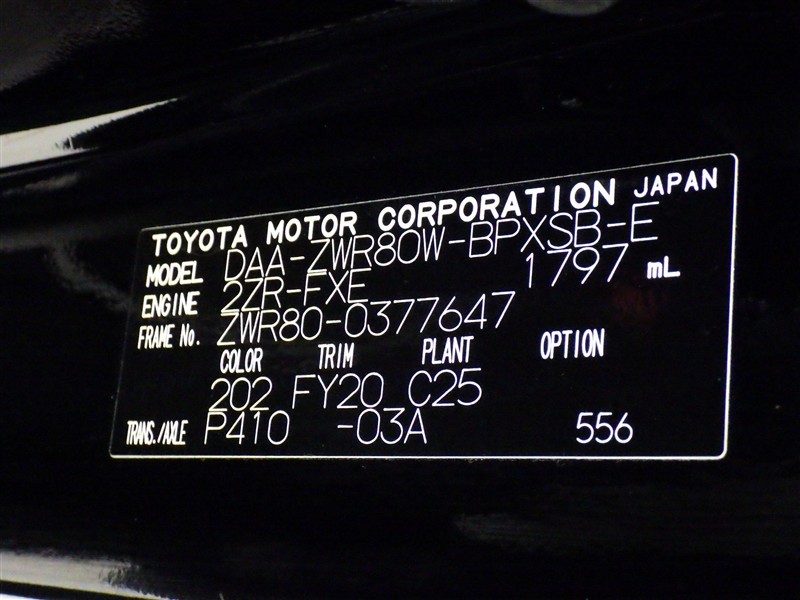 TOYOTA MOTOR CORPORATION JAPAN
MODEL DAA-ZWR80W-BPXSB-E
ENGINE 2ZR-FXE 1797 mL
FRAME No. ZWR80-0377647
COLOR TRIM PLANT OPTION
202 FY20 C25
TRANS./AXLE P410 -03A 556